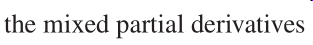 the mixed partial derivatives